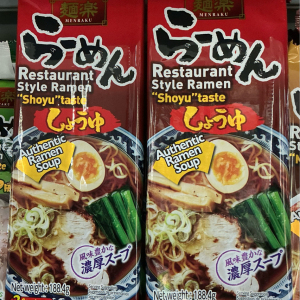 麺楽
MENRAKU
らーめん
Restaurant
Style Ramen
"Shoyu" taste
しょうゆ
Authentic
Ramen
Soup
風味豊かな
濃厚スープ
Net weight: 188.4g
麺楽
MENRAKU
らーめん
Restaurant
Style Ramen
"Shoyu" taste
しょうゆ
Authentic
Ramen
Soup
風味豊かな
濃厚スープ
Net weight: 188.4g